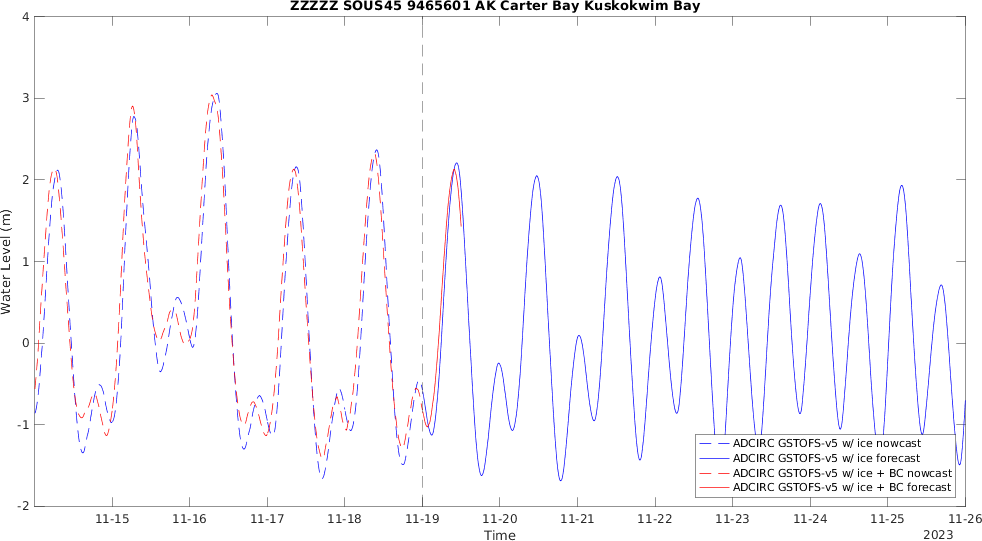 ZZZZZ SOUS45 9465601 AK Carter Bay Kuskokwim Bay
4
3
2
1
0
-1
-2
Water Level (m)
ADCIRC GSTOFS-v5 w/ ice nowcast
ADCIRC GSTOFS-v5 w/ ice forecast
ADCIRC GSTOFS-v5 w/ ice + BC nowcast
ADCIRC GSTOFS-v5 w/ ice + BC forecast
11-15 11-16 11-17 11-18 11-19 11-20 11-21 11-22 11-23 11-24 11-25 11-26
Time
2023